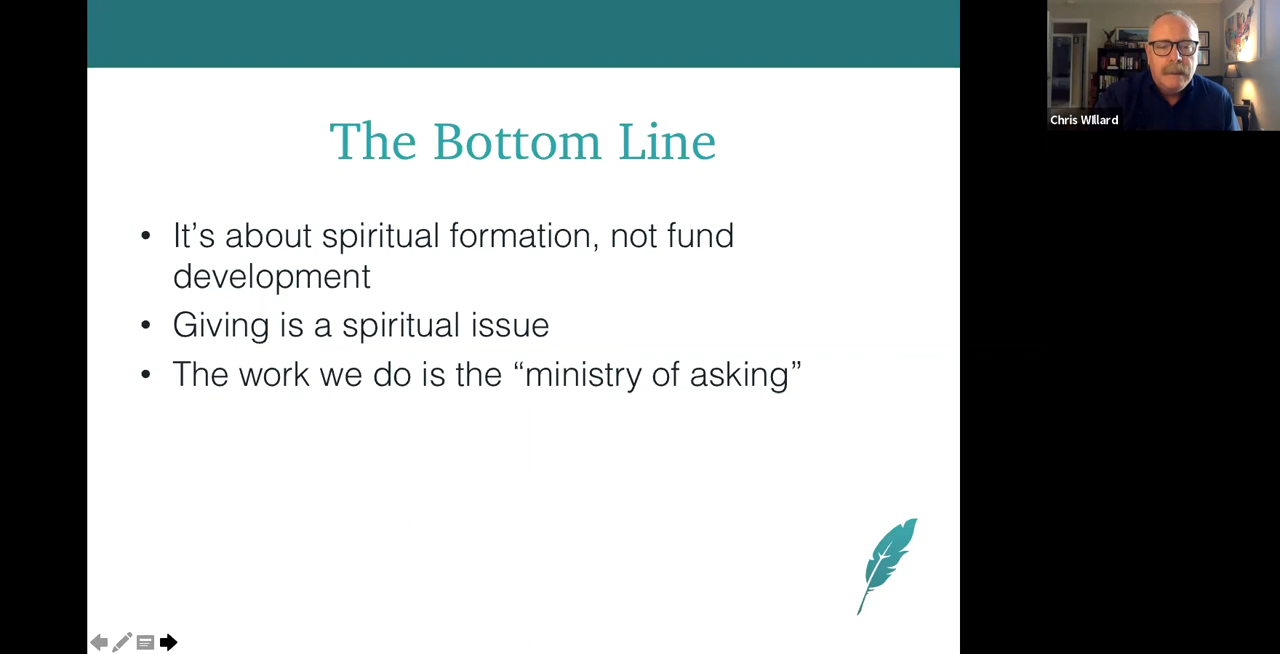 The Bottom Line
• It’s about spiritual formation, not fund
development
• Giving is a spiritual issue
• The work we do is the “ministry of asking”
Chris WIllard